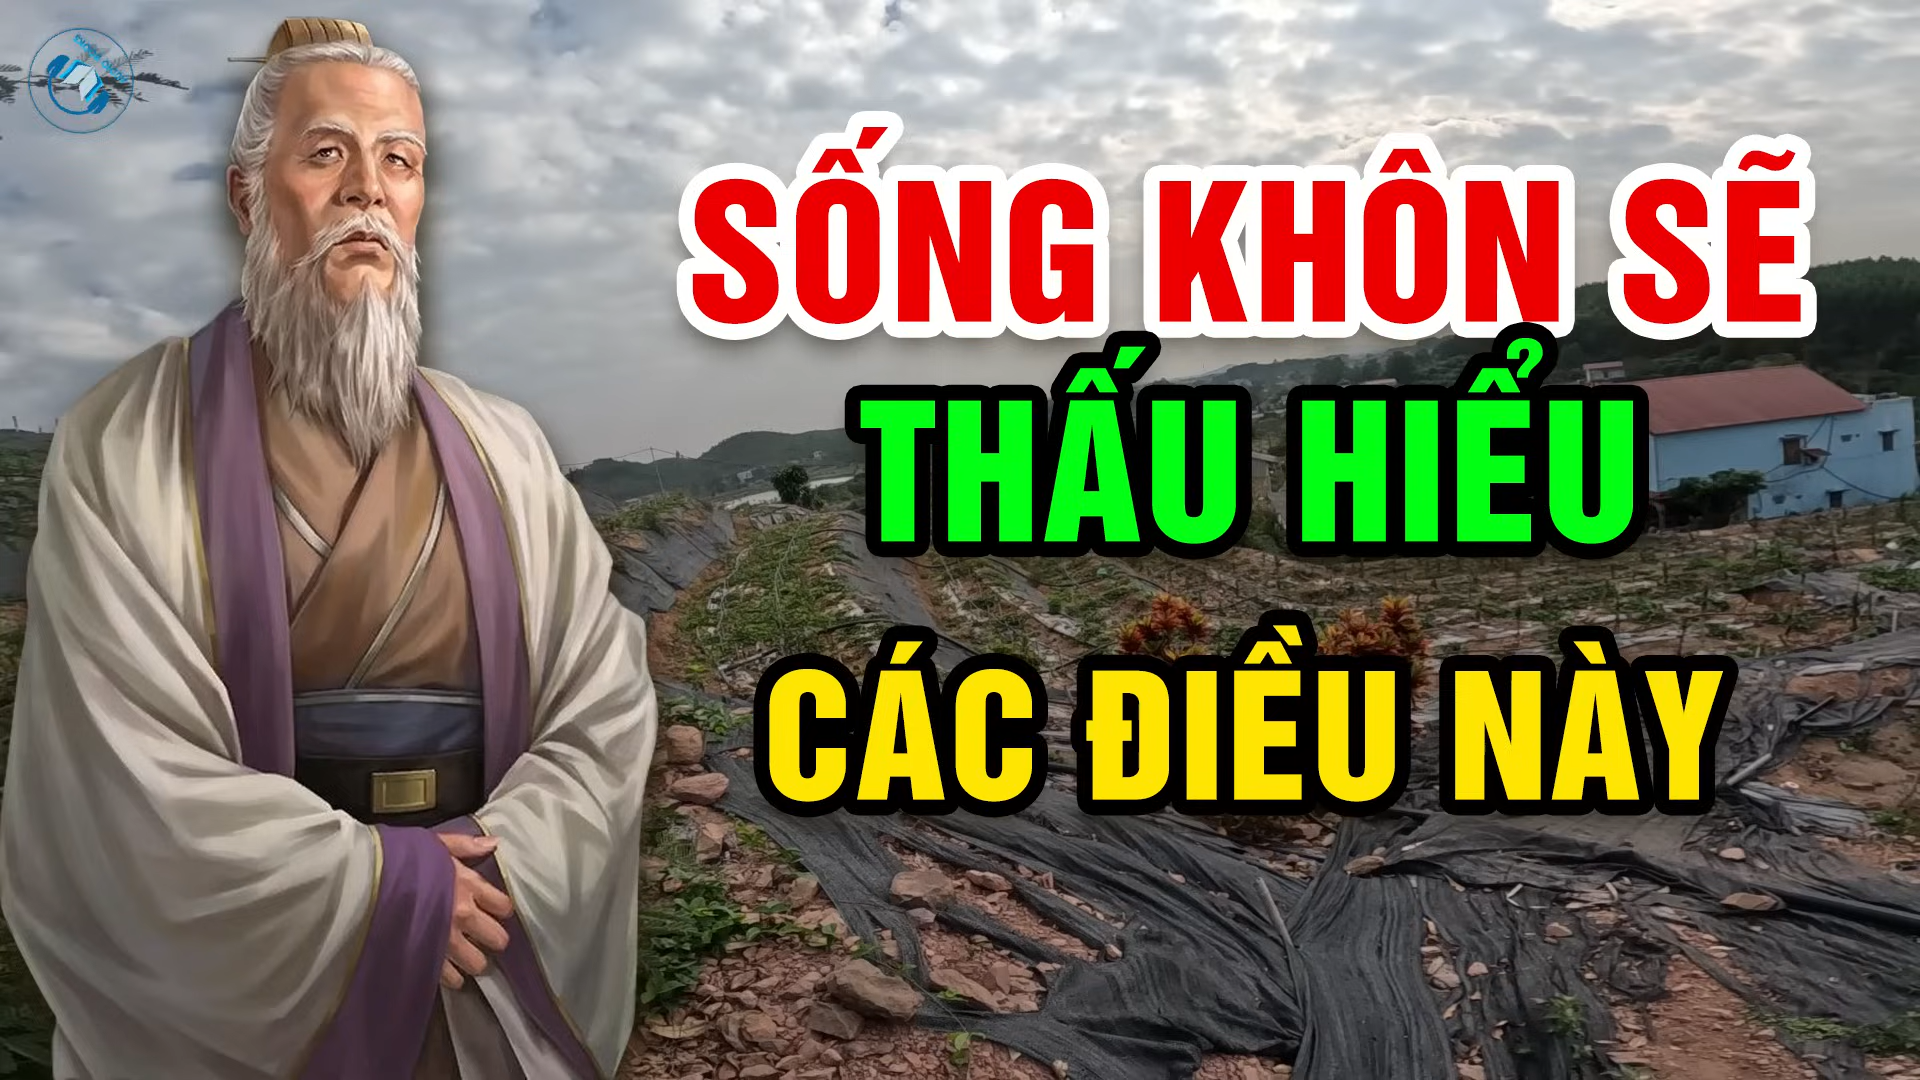 SỐNG KHÔN SẼ
THẤU HIỂU
CÁC ĐIỀU NÀY